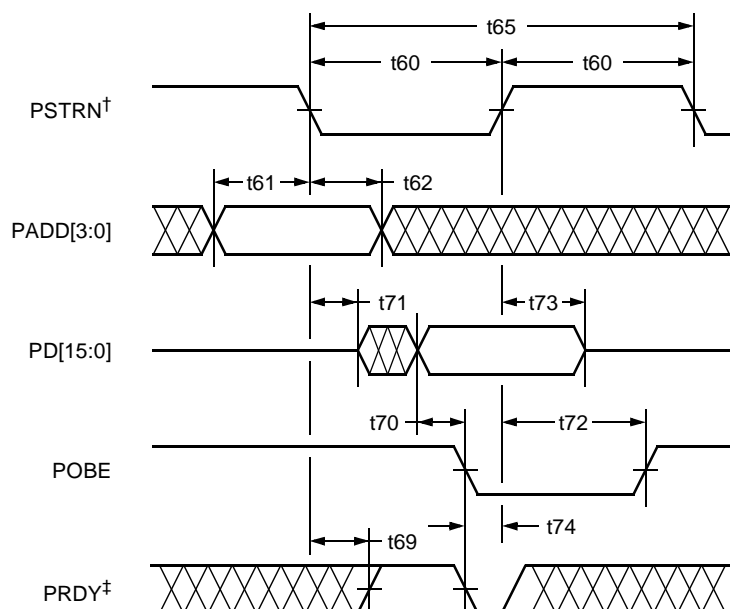 t65
t60 t60
PSTRN†
t61 t62
PADD[3:0]
t71 t73
PD[15:0]
t70 t72
POBE
t74
t69
PRDY‡